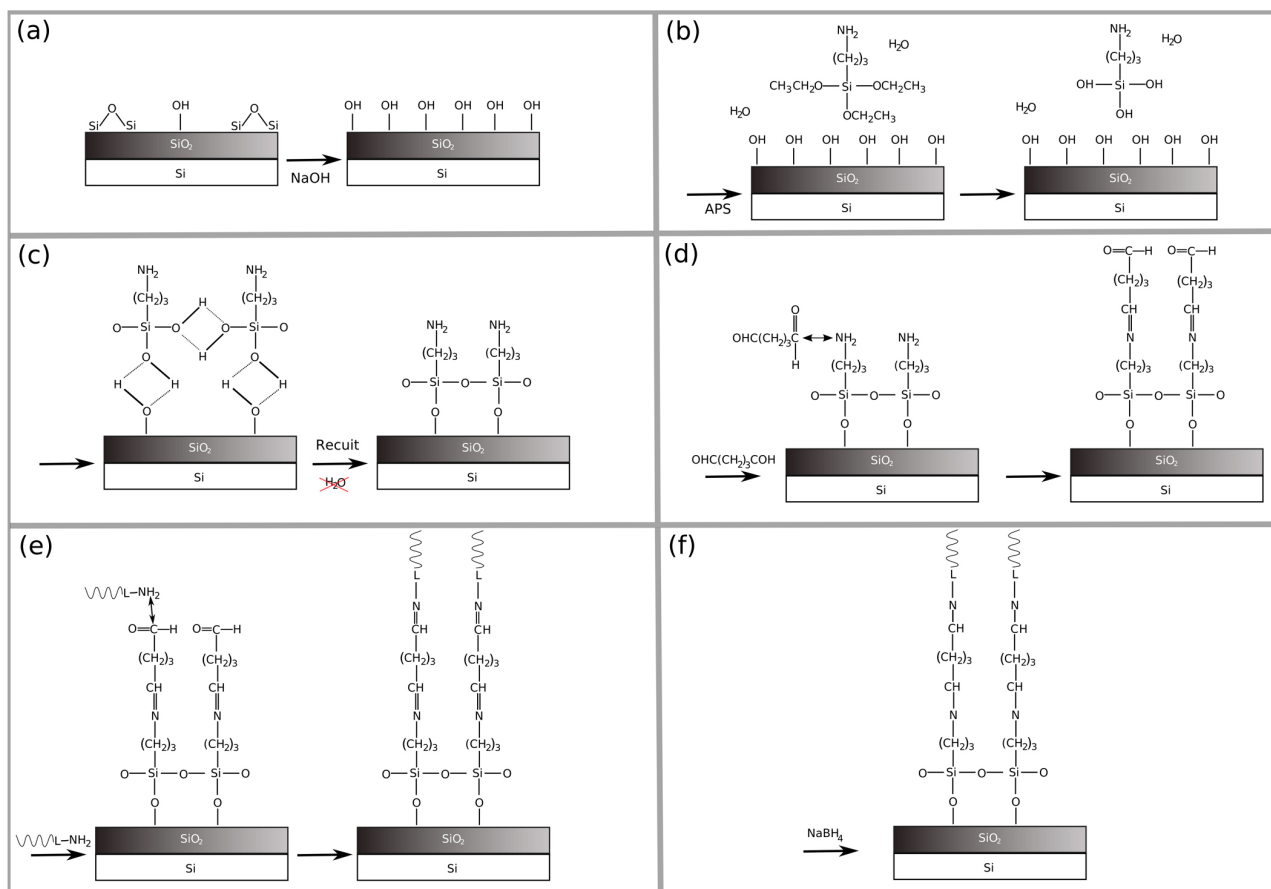 (a)
O
OH
Si Si Si Si
SiO2
Si
NaOH
OH OH OH OH OH OH
SiO2
Si
(b)
NH2
H2O
(CH2)3
CH3CH2O Si OCH2CH3
H2O
OCH2CH3
OH OH OH OH OH OH
SiO2
Si
APS
NH2
H2O
(CH2)3
OH Si OH
H2O
OH
OH OH OH OH OH OH
SiO2
Si
(c)
NH2 NH2
(CH2)3 H (CH2)3
O Si O O Si O
H
O O
H H H H
O O
SiO2
Si
Recuit
H2O
NH2 NH2
(CH2)3 (CH2)3
O Si O Si O
O O
SiO2
Si
(d)
O
OHC(CH2)3C NH2 NH2
H
(CH2)3 (CH2)3
O Si O Si O
O O
OHC(CH2)3COH
SiO2
Si
O=C–H O=C–H
(CH2)3 (CH2)3
CH CH
N N
(CH2)3 (CH2)3
O Si O Si O
O O
SiO2
Si
(e)
L–NH2
O=C–H O=C–H
(CH2)3 (CH2)3
CH CH
N N
(CH2)3 (CH2)3
O Si O Si O
O O
L–NH2
SiO2
Si
L L
N N
CH CH
(CH2)3 (CH2)3
CH CH
N N
(CH2)3 (CH2)3
O Si O Si O
O O
SiO2
Si
(f)
L L
N N
CH CH
(CH2)3 (CH2)3
CH CH
N N
(CH2)3 (CH2)3
O Si O Si O
O O
NaBH4
SiO2
Si